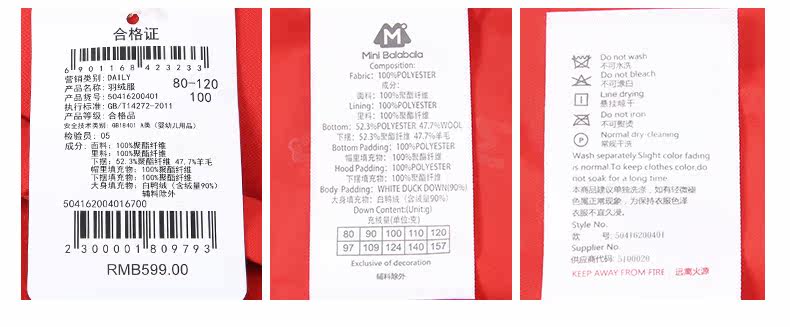 合格证
6901168423233
营销类别: DAILY
产品名称: 羽绒服
80-120
产品货号: 50416200401
100
执行标准: GB/T14272-2011
产品等级: 合格品
安全技术类别: GB18401 A类 (婴幼儿用品)
检验员: 05
成分: 面料: 100%聚酯纤维
里料: 100%聚酯纤维
下摆: 52.3%聚酯纤维 47.7%羊毛
帽里填充物: 100%聚酯纤维
下摆填充物: 100%聚酯纤维
大身填充物: 白鸭绒 (含绒量90%)
辅料除外
504162004016700
2300001809793
RMB599.00
Mini Balabala
Composition:
Fabric: 100%POLYESTER
成分:
面料: 100%聚酯纤维
Lining: 100%POLYESTER
里料: 100%聚酯纤维
Bottom: 52.3%POLYESTER 47.7%WOOL
下摆: 52.3%聚酯纤维 47.7%羊毛
Bottom Padding: 100%POLYESTER
帽里填充物: 100%聚酯纤维
Hood Padding: 100%POLYESTER
下摆填充物: 100%聚酯纤维
Body Padding: WHITE DUCK DOWN(90%)
大身填充物: 白鸭绒 (含绒量90%)
Down Content:(Unit:g)
充绒量(单位:克)
80 90 100 110 120
97 109 124 140 157
Exclusive of decoration
辅料除外
Do not wash
不可水洗
Do not bleach
不可漂白
Line drying
悬挂晾干
Do not iron
不可熨烫
Normal dry-cleaning
常规干洗
Wash separately.Slight color fading
is normal.To keep clothes color,do
not soak for a long time.
本商品建议单独洗涤, 如有轻微褪
色属正常现象, 为保持衣服色泽
衣服不宜久浸。
Style No.
款 号: 50416200401
Supplier No.
供应商代码: 5100020
KEEP AWAY FROM FIRE 远离火源